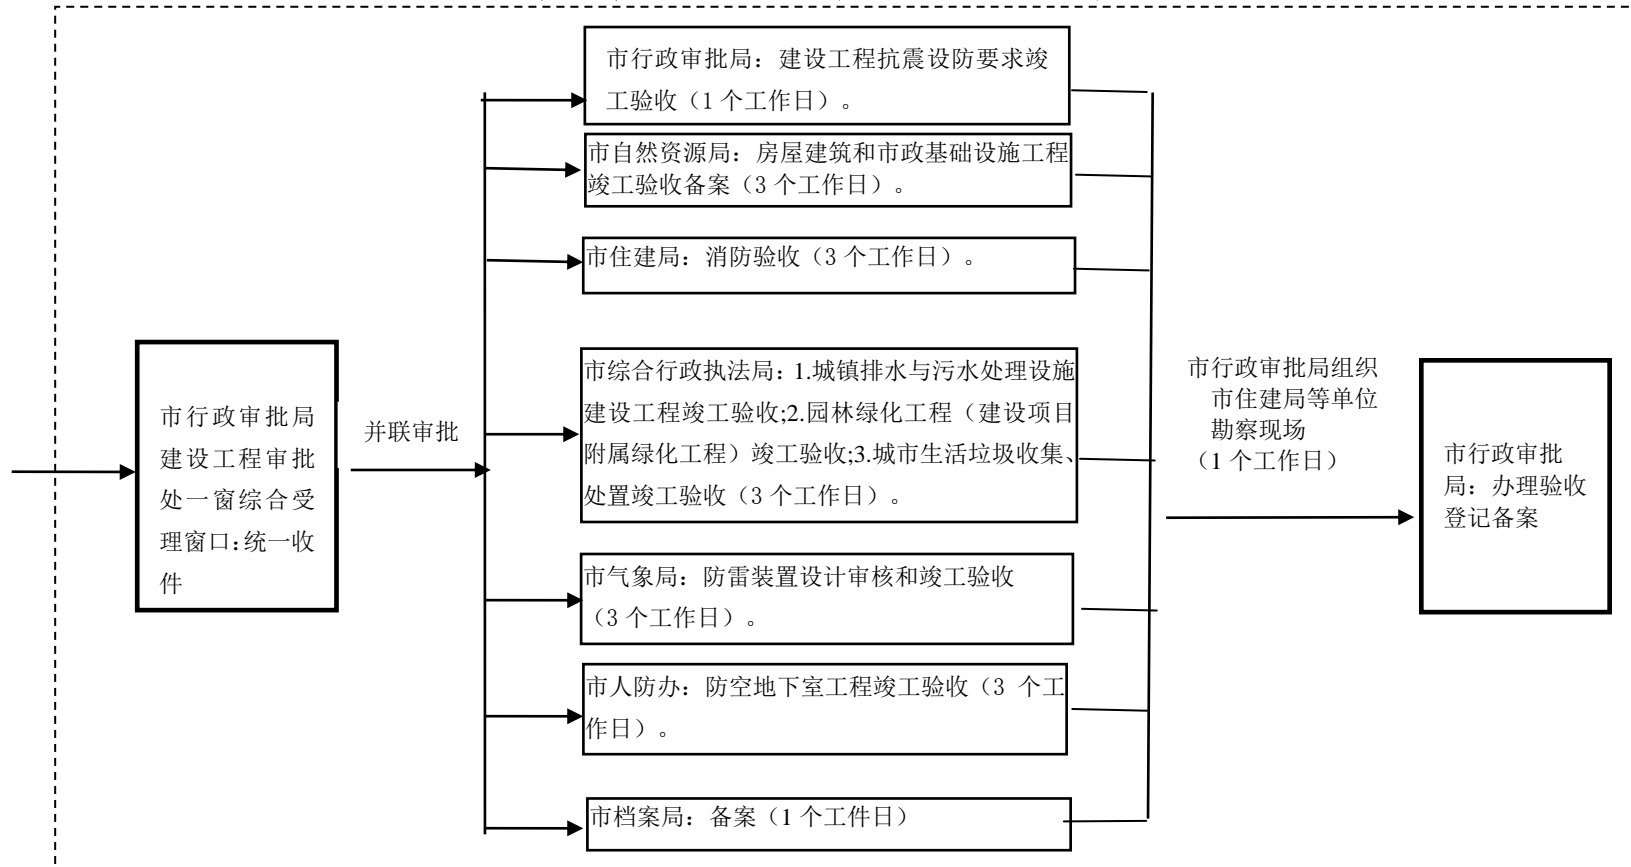 市行政审批局
建设工程审批
处一窗综合受
理窗口:统一收
件
并联审批
市行政审批局：建设工程抗震设防要求竣
工验收（1 个工作日）。
市自然资源局：房屋建筑和市政基础设施工程
竣工验收备案（3 个工作日）。
市住建局：消防验收（3 个工作日）。
市综合行政执法局：1.城镇排水与污水处理设施
建设工程竣工验收;2.园林绿化工程（建设项目
附属绿化工程）竣工验收;3.城市生活垃圾收集、
处置竣工验收（3 个工作日）。
市气象局：防雷装置设计审核和竣工验收
（3 个工作日）。
市人防办：防空地下室工程竣工验收（3 个工
作日）。
市档案局：备案（1 个工件日）
市行政审批局组织
市住建局等单位
勘察现场
（1 个工作日）
市行政审批
局：办理验收
登记备案